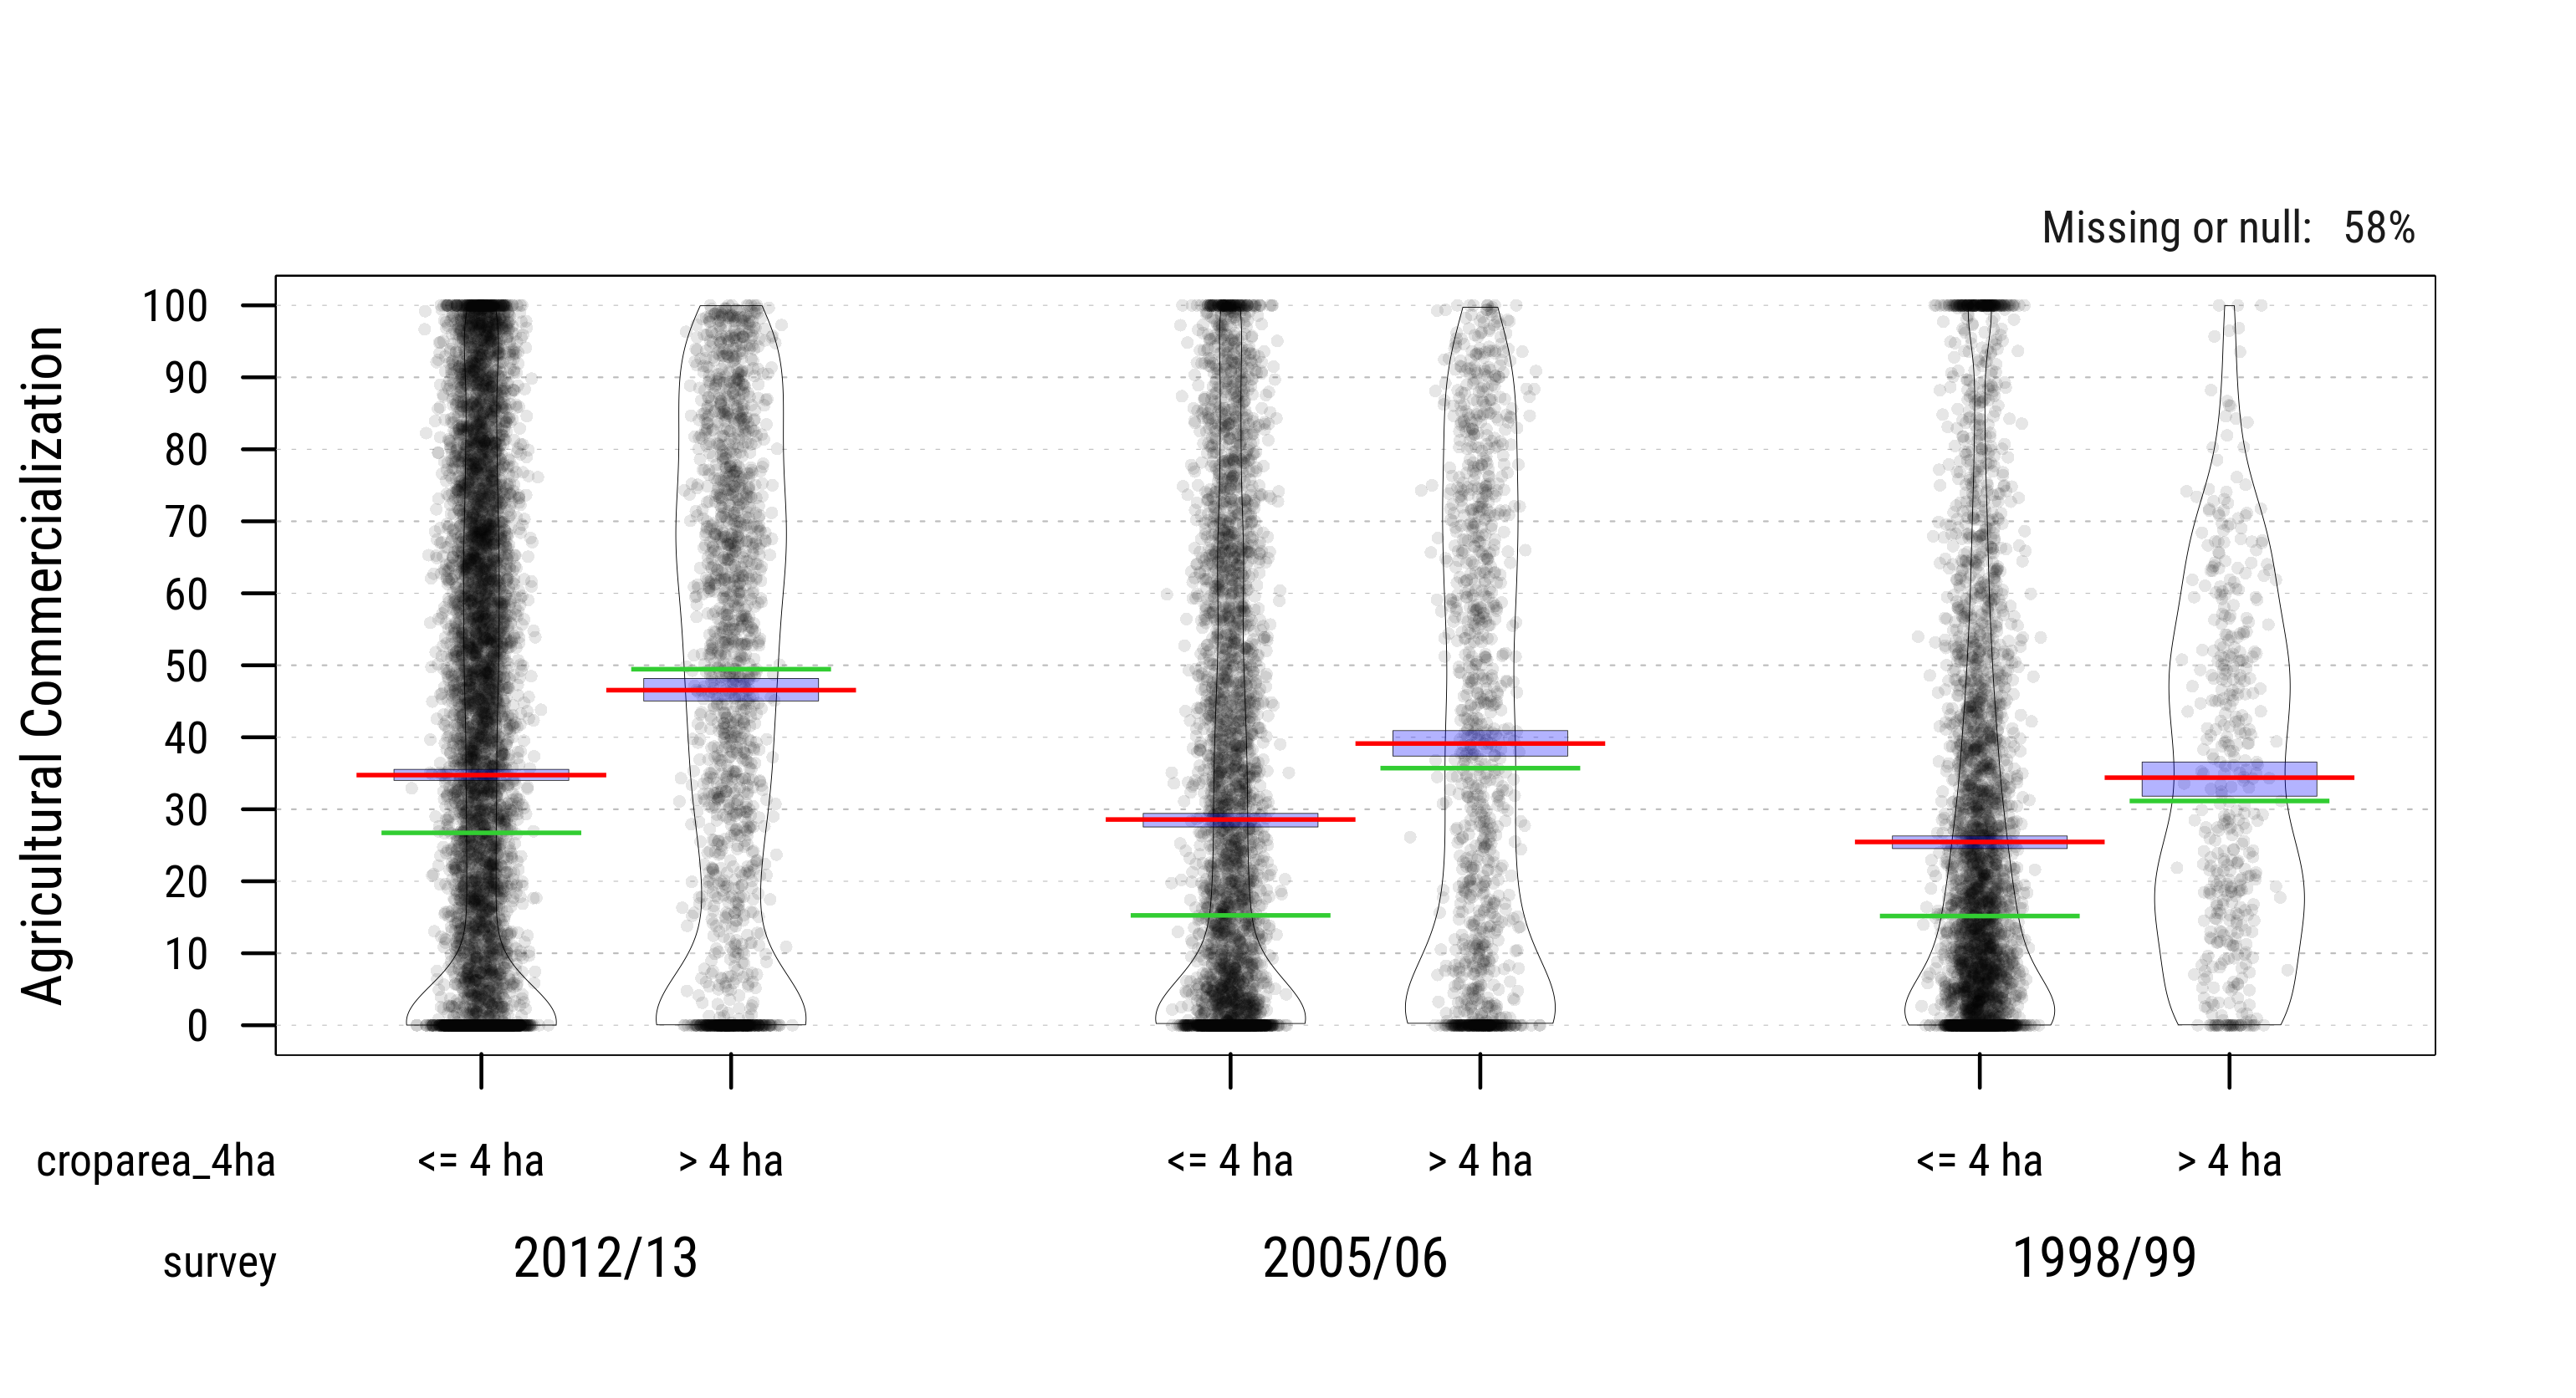 Missing or null: 58%
Agricultural Commercialization
100
90
80
70
60
50
40
30
20
10
0
croparea_4ha <= 4 ha > 4 ha <= 4 ha > 4 ha <= 4 ha > 4 ha
survey 2012/13 2005/06 1998/99